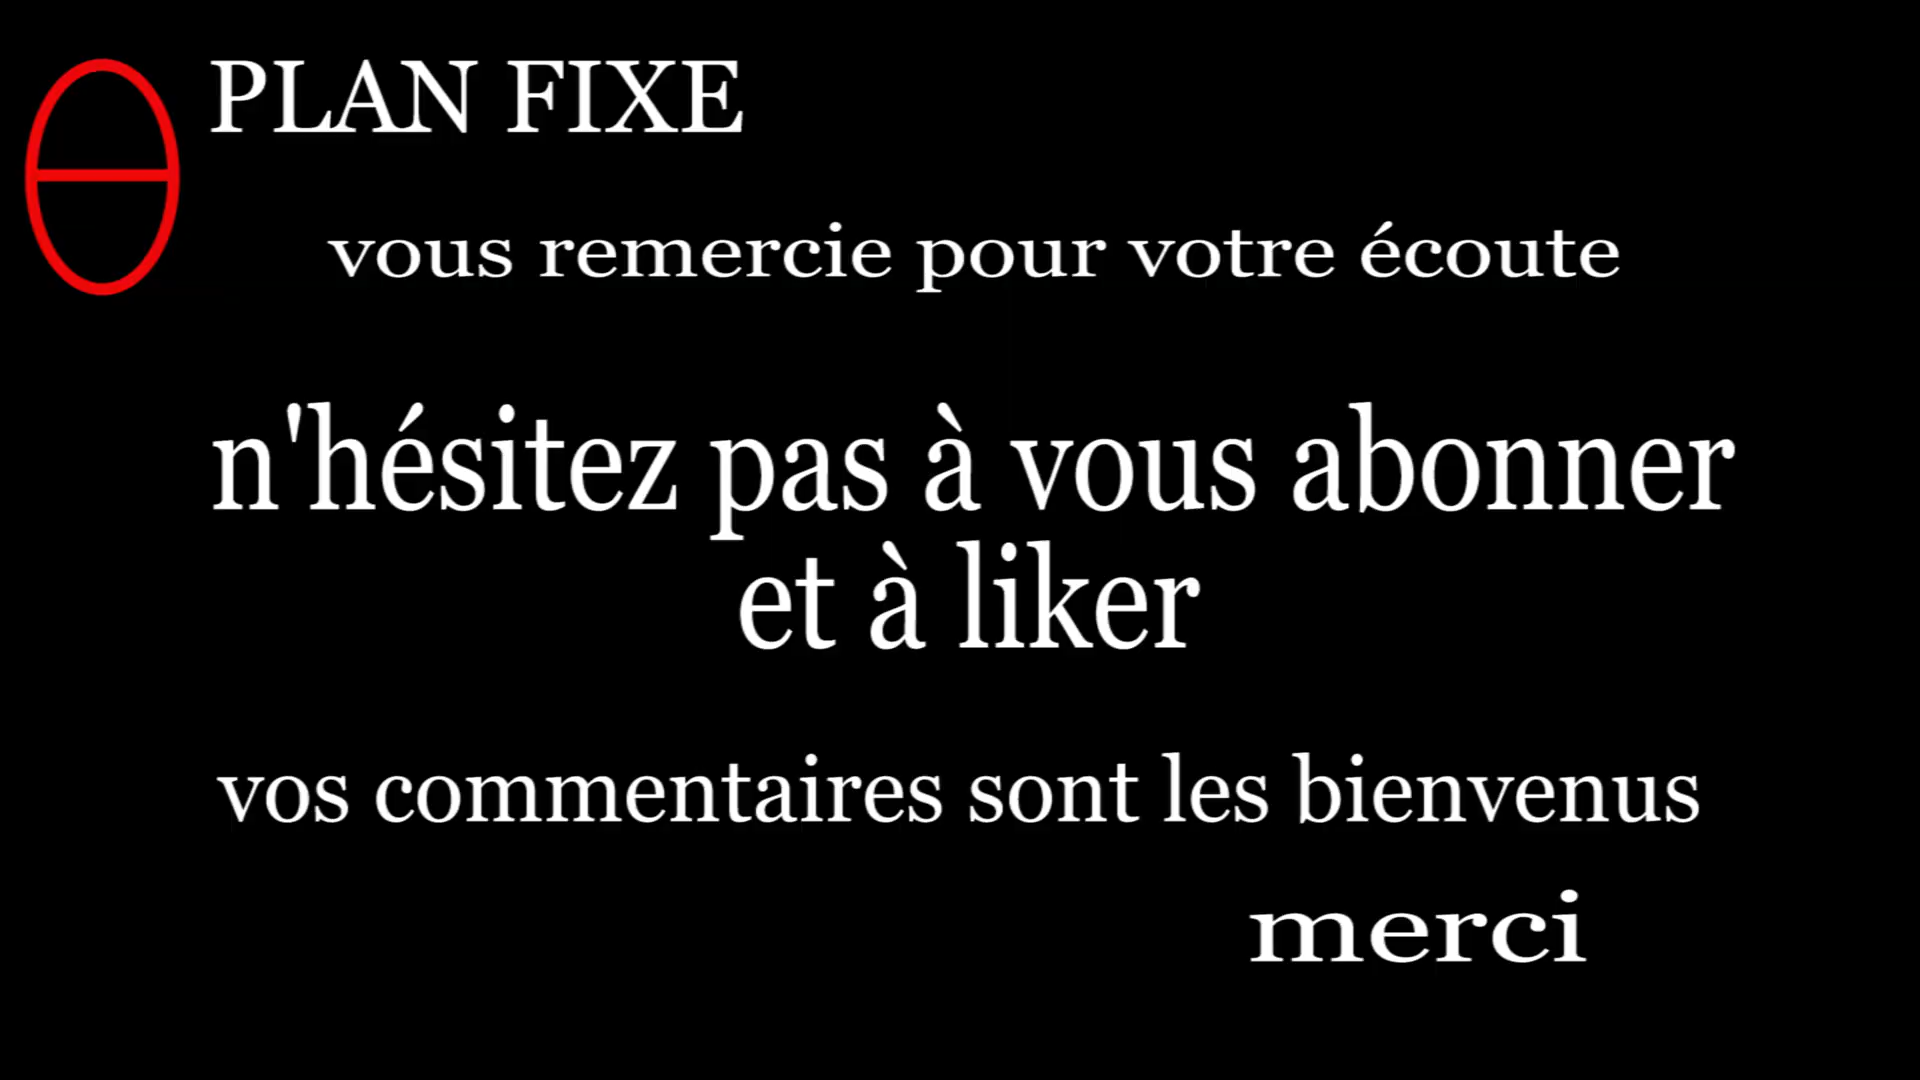 PLAN FIXE
vous remercie pour votre écoute
n'hésitez pas à vous abonner
et à liker
vos commentaires sont les bienvenus
merci